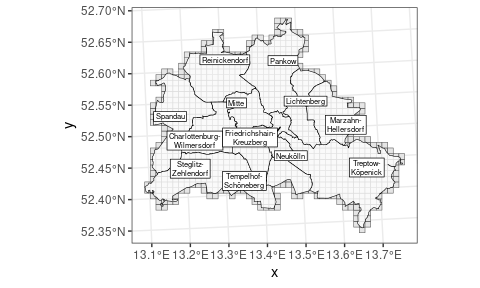 52.70°N
52.65°N
52.60°N
52.55°N
52.50°N
52.45°N
52.40°N
52.35°N
y
Reinickendorf
Pankow
Mitte
Lichtenberg
Spandau
Marzahn-
Hellersdorf
Charlottenburg-
Wilmersdorf
Friedrichshain-
Kreuzberg
Neukölln
Steglitz-
Zehlendorf
Treptow-
Köpenick
Tempelhof-
Schöneberg
13.1°E 13.2°E 13.3°E 13.4°E 13.5°E 13.6°E 13.7°E
x